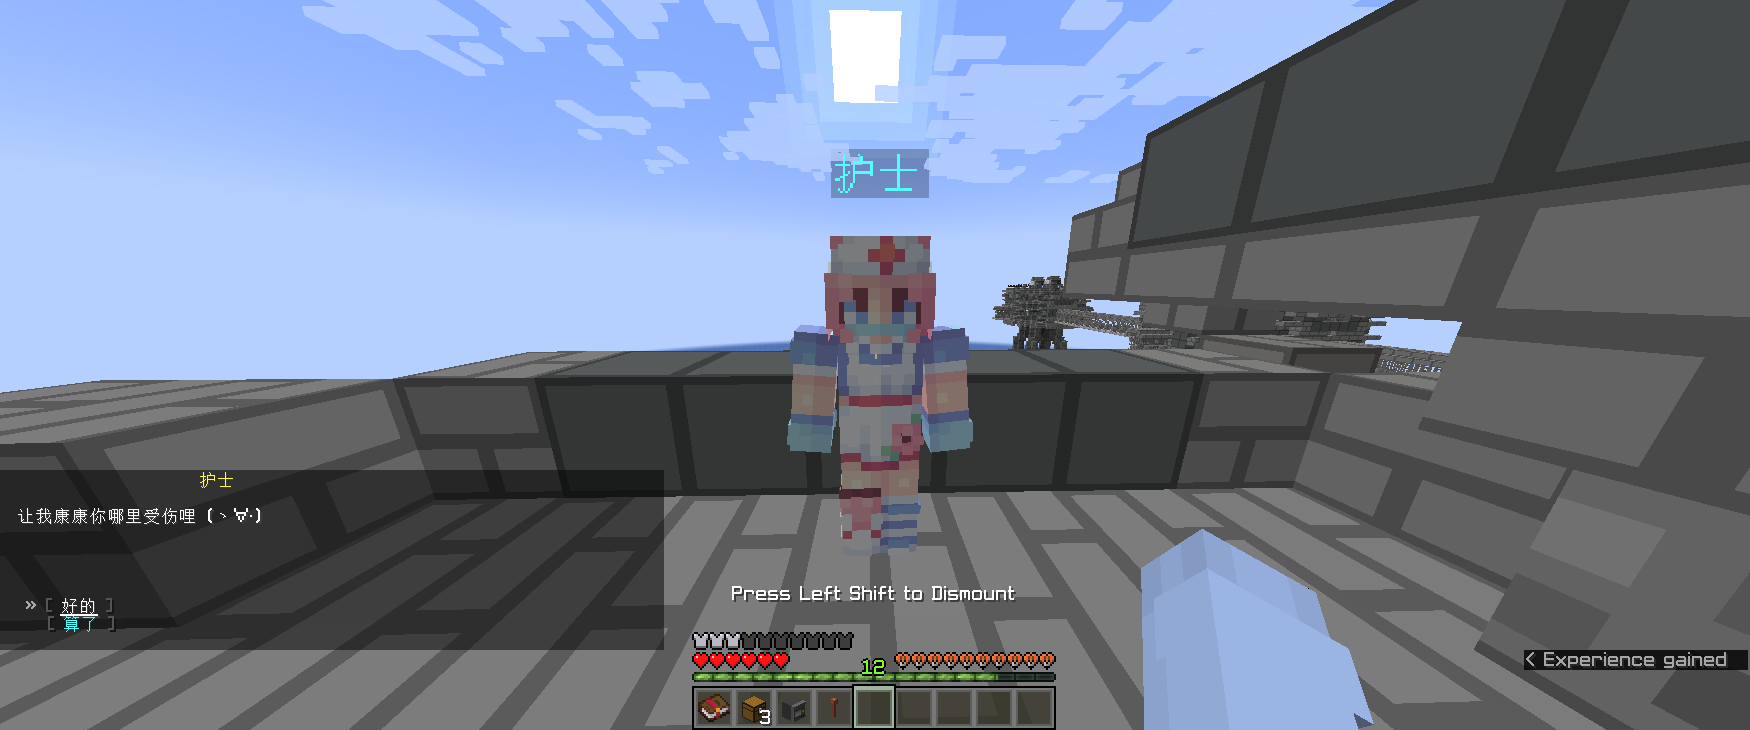 护士
护士
让我康康你哪里受伤哩 (﹑'∀'·)
» [ 好的 ]
[ 算了 ]
Press Left Shift to Dismount
12
< Experience gained
3